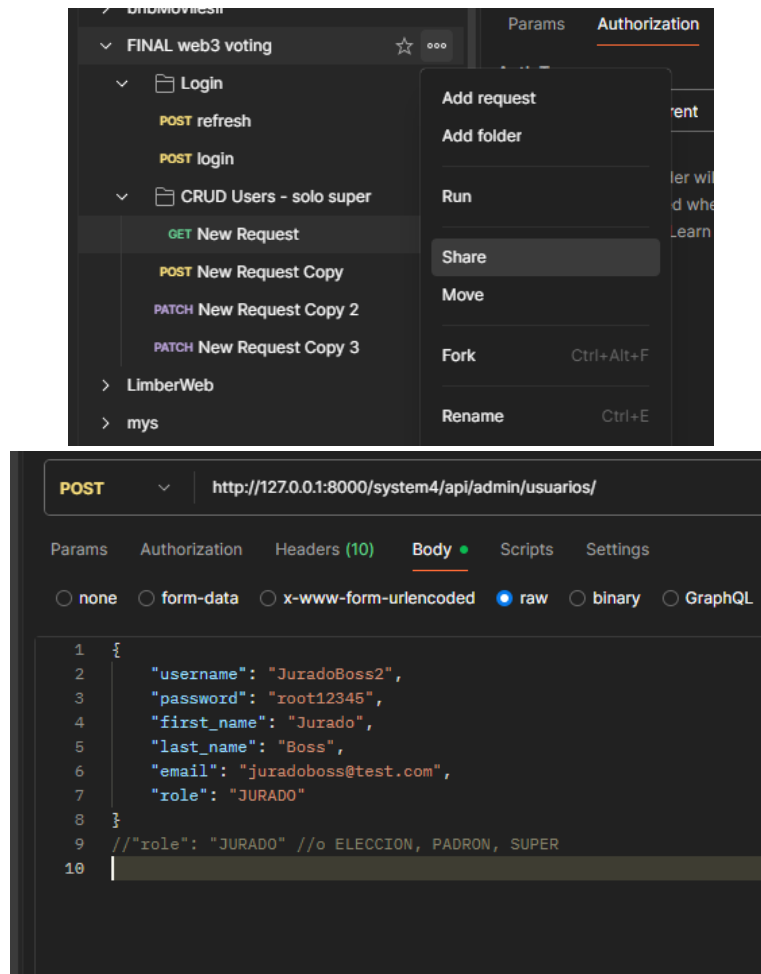 Params Authorization
FINAL web3 voting
Login
Add request
rent
POST refresh
Add folder
POST login
CRUD Users - solo super
Run
GET New Request
Learn
Share
POST New Request Copy
Move
PATCH New Request Copy 2
PATCH New Request Copy 3
Fork Ctrl+Alt+F
LimberWeb
Rename Ctrl+E
mys
POST http://127.0.0.1:8000/system4/api/admin/usuarios/
Params Authorization Headers (10) Body Scripts Settings
none form-data x-www-form-urlencoded raw binary GraphQL
1 {
2 "username": "JuradoBoss2",
3 "password": "root12345",
4 "first_name": "Jurado",
5 "last_name": "Boss",
6 "email": "juradoboss@test.com",
7 "role": "JURADO"
8 }
9 //"role": "JURADO" //o ELECCION, PADRON, SUPER
10